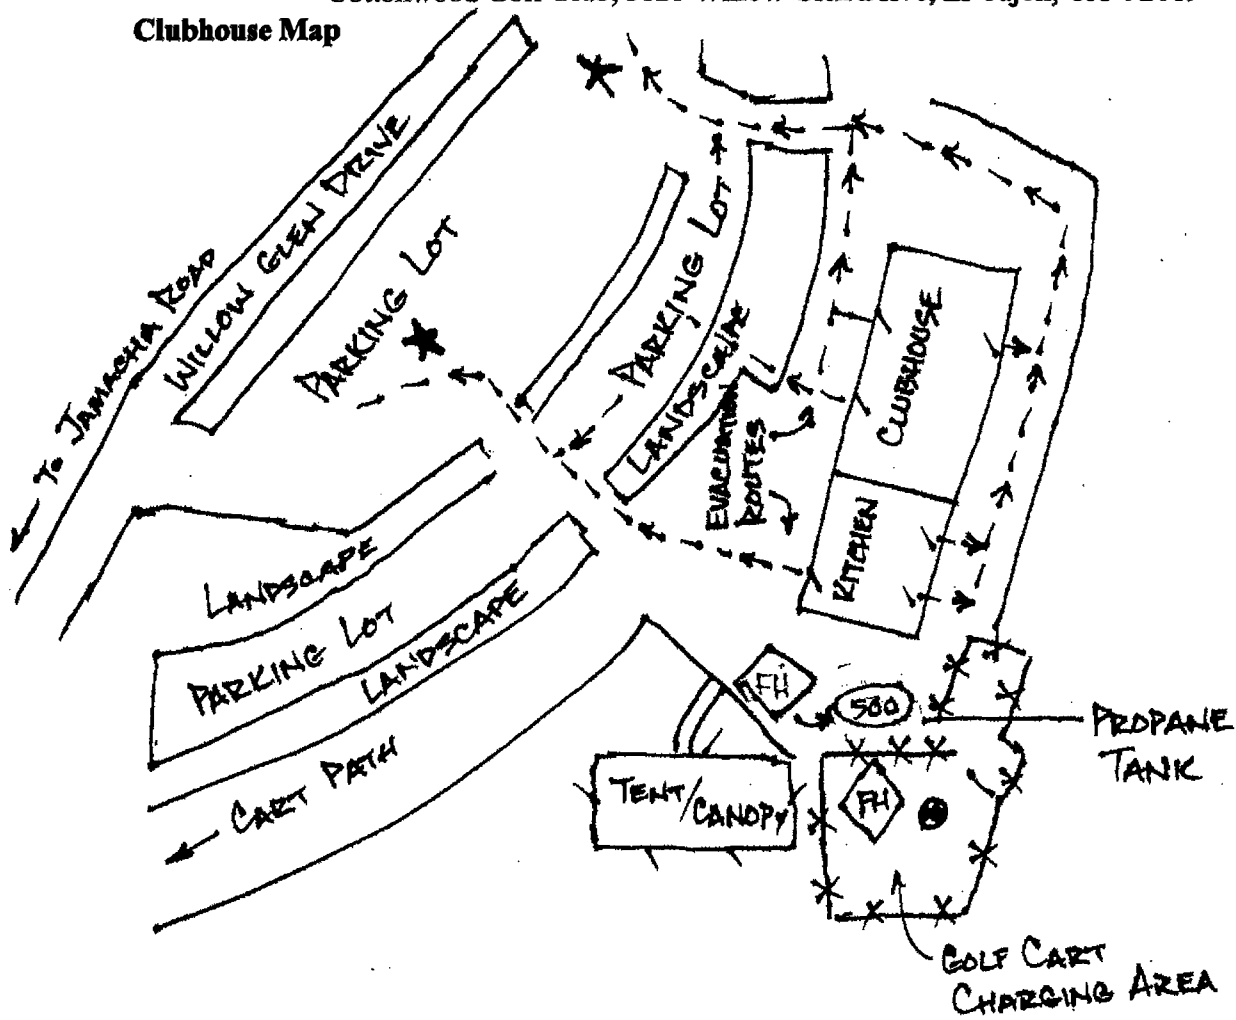 Clubhouse Map
WILLOW GLEN DRIVE
← TO JAMACHA ROAD
PARKING LOT
PARKING LOT
LANDSCAPE
EVACUATION
ROUTES
CLUBHOUSE
KITCHEN
LANDSCAPE
PARKING LOT
LANDSCAPE
CART PATH
FH
500
PROPANE
TANK
TENT/CANOPY
FH
GOLF CART
CHARGING AREA